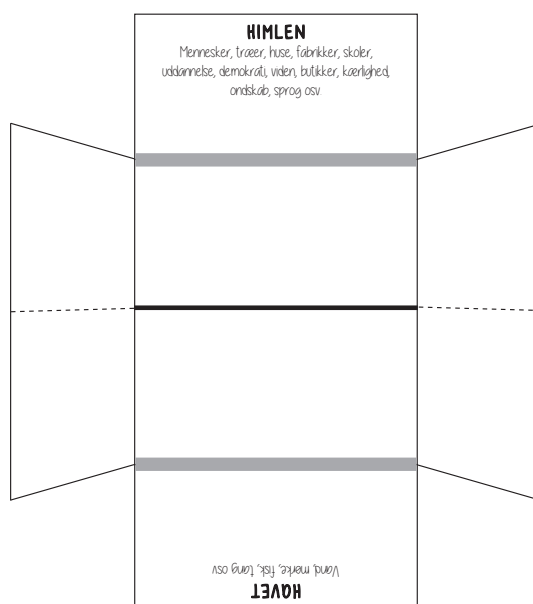 HIMLEN
Mennesker, træer, huse, fabrikker, skoler,
uddannelse, demokrati, viden, butikker, kærlighed,
ondskab, sprog osv.
HAVET
Vand, mørke, fisk, tang osv